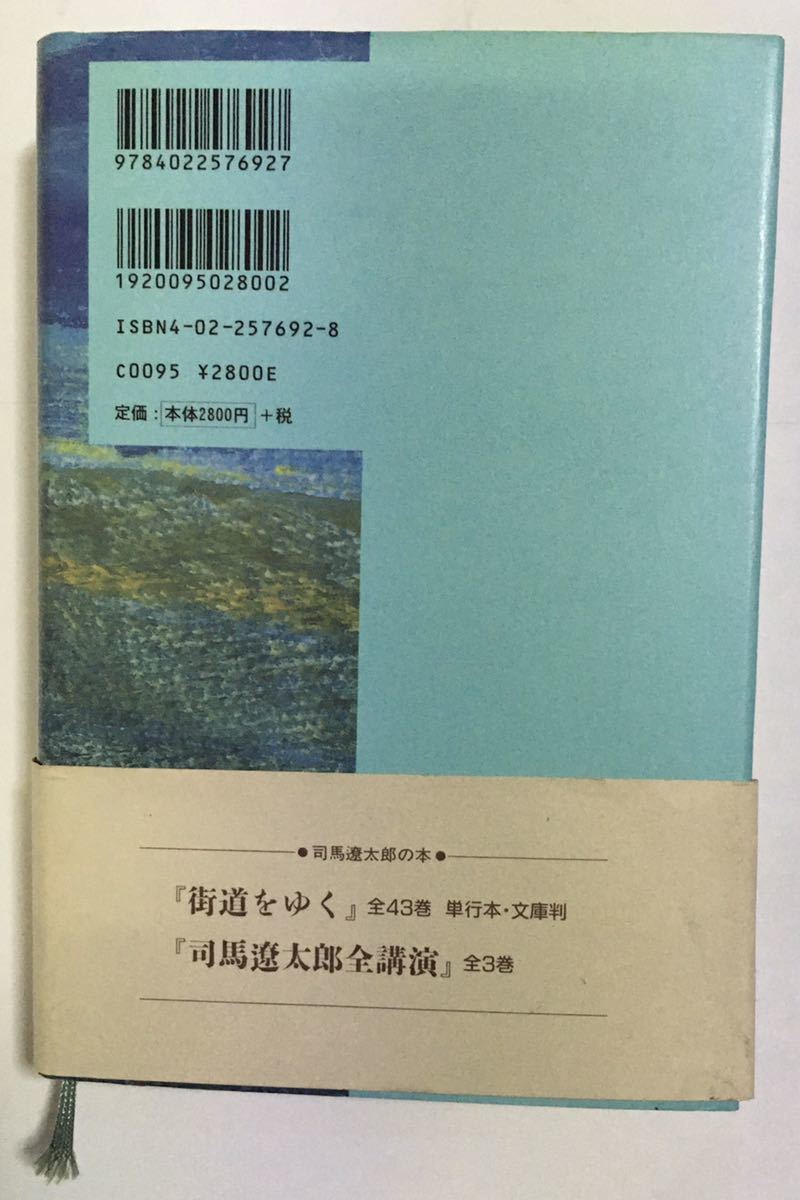 9784022576927
1920095028002
ISBN4-02-257692-8
C0095 ¥2800E
定価：本体2800円＋税
●司馬遼太郎の本●
『街道をゆく』全43巻 単行本・文庫判
『司馬遼太郎全講演』全3巻